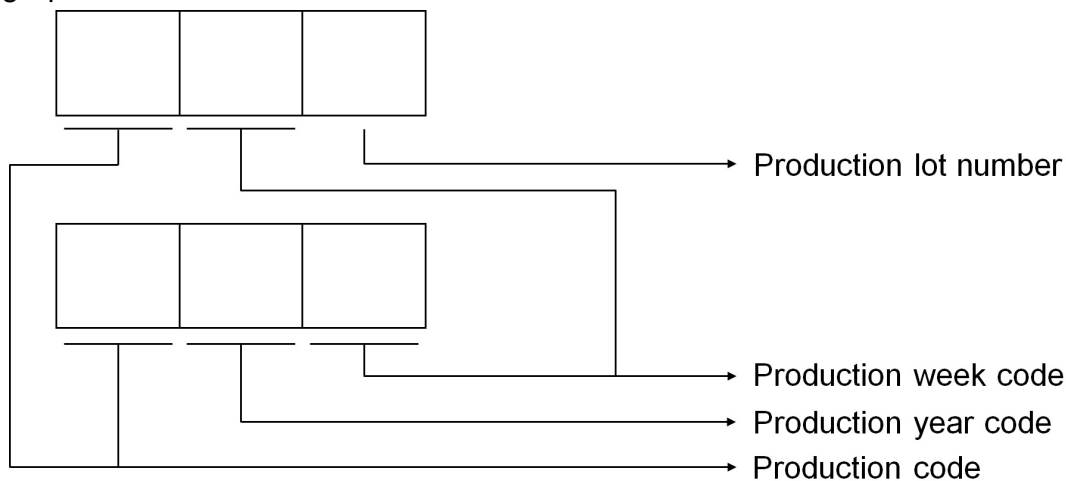 Production lot number
Production week code
Production year code
Production code